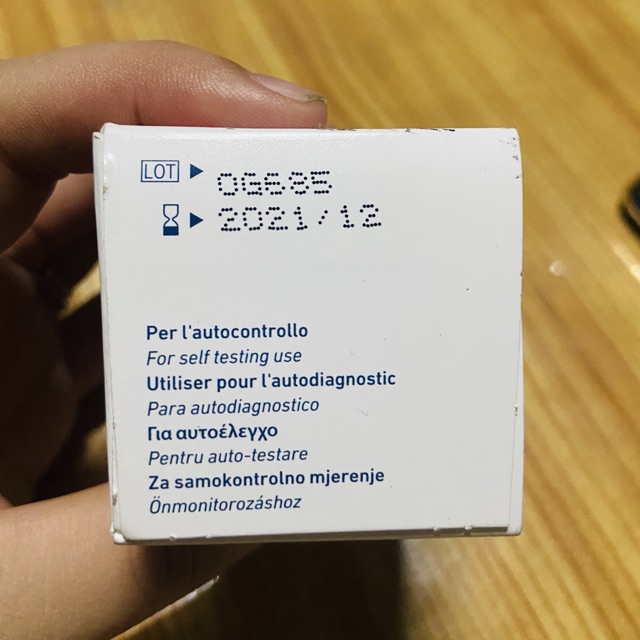 LOT 0G685
2021/12
Per l'autocontrollo
For self testing use
Utiliser pour l'autodiagnostic
Para autodiagnostico
Για αυτοέλεγχο
Pentru auto-testare
Za samokontrolno mjerenje
Önmonitorozáshoz